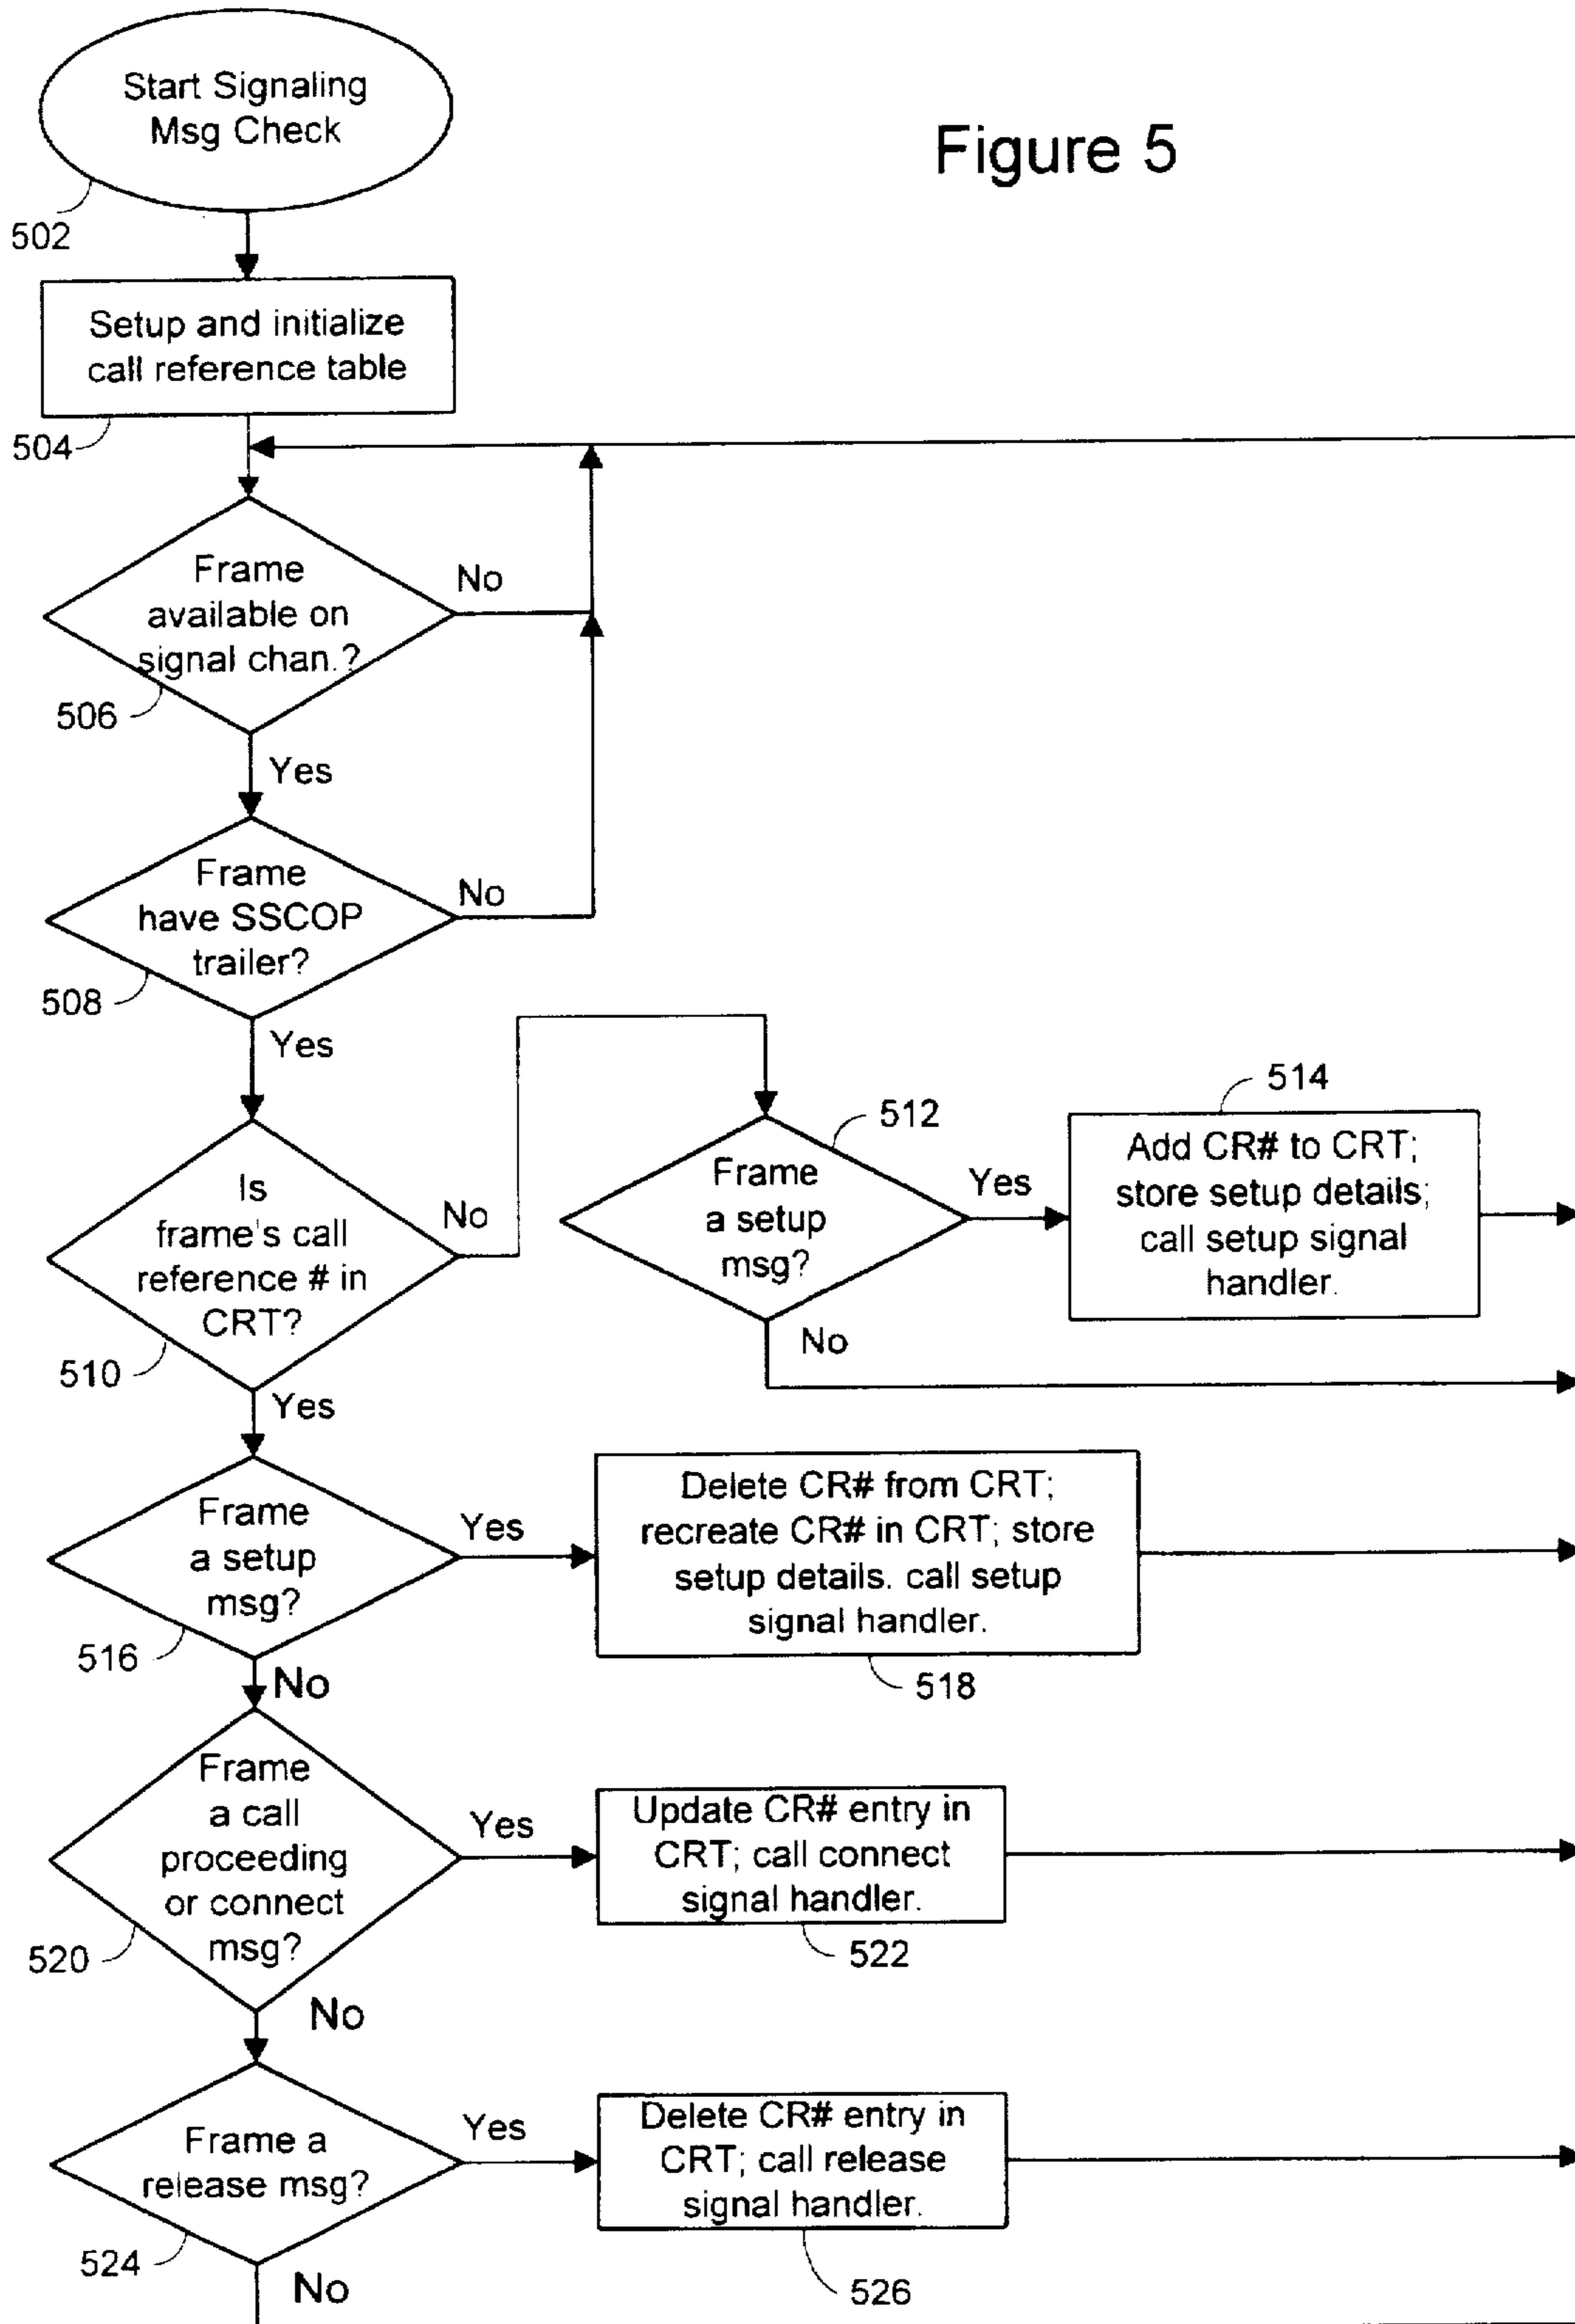 Start Signaling
Msg Check
Figure 5
502
Setup and initialize
call reference table
504
Frame
available on
signal chan.?
No
506
Yes
Frame
have SSCOP
trailer?
No
508
Yes
Is
frame's call
reference # in
CRT?
No
510
Yes
512
Frame
a setup
msg?
Yes
No
514
Add CR# to CRT;
store setup details;
call setup signal
handler.
Frame
a setup
msg?
Yes
516
No
Delete CR# from CRT;
recreate CR# in CRT; store
setup details. call setup
signal handler.
518
Frame
a call
proceeding
or connect
msg?
Yes
520
No
Update CR# entry in
CRT; call connect
signal handler.
522
Frame a
release msg?
Yes
524
No
Delete CR# entry in
CRT; call release
signal handler.
526